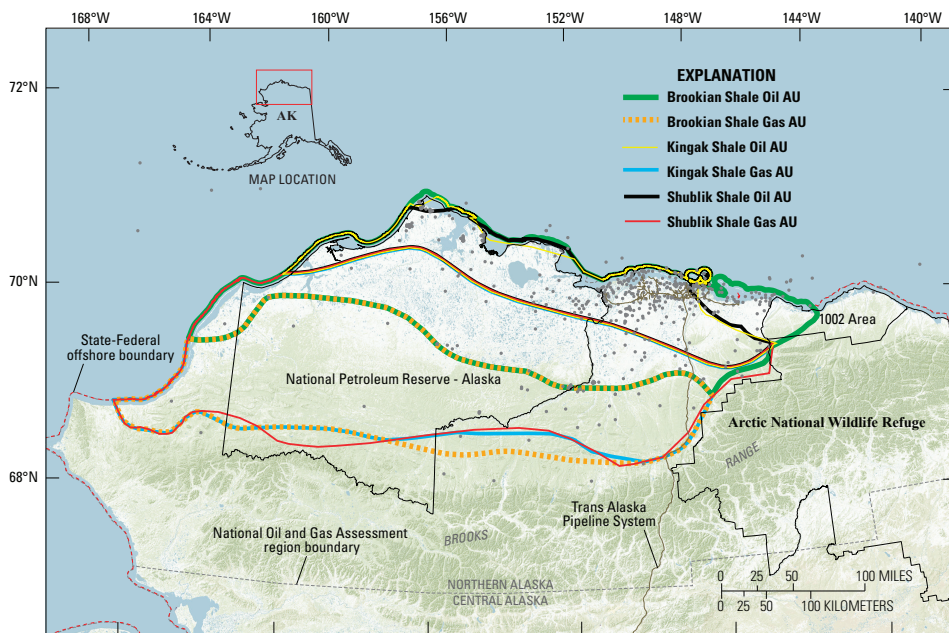 168°W
164°W
160°W
156°W
152°W
148°W
144°W
140°W
72°N
70°N
68°N
AK
MAP LOCATION
EXPLANATION
Brookian Shale Oil AU
Brookian Shale Gas AU
Kingak Shale Oil AU
Kingak Shale Gas AU
Shublik Shale Oil AU
Shublik Shale Gas AU
State-Federal
offshore boundary
1002 Area
National Petroleum Reserve - Alaska
Arctic National Wildlife Refuge
RANGE
BROOKS
Trans Alaska
Pipeline System
National Oil and Gas Assessment
region boundary
NORTHERN ALASKA
CENTRAL ALASKA
0 25 50 100 MILES
0 25 50 100 KILOMETERS